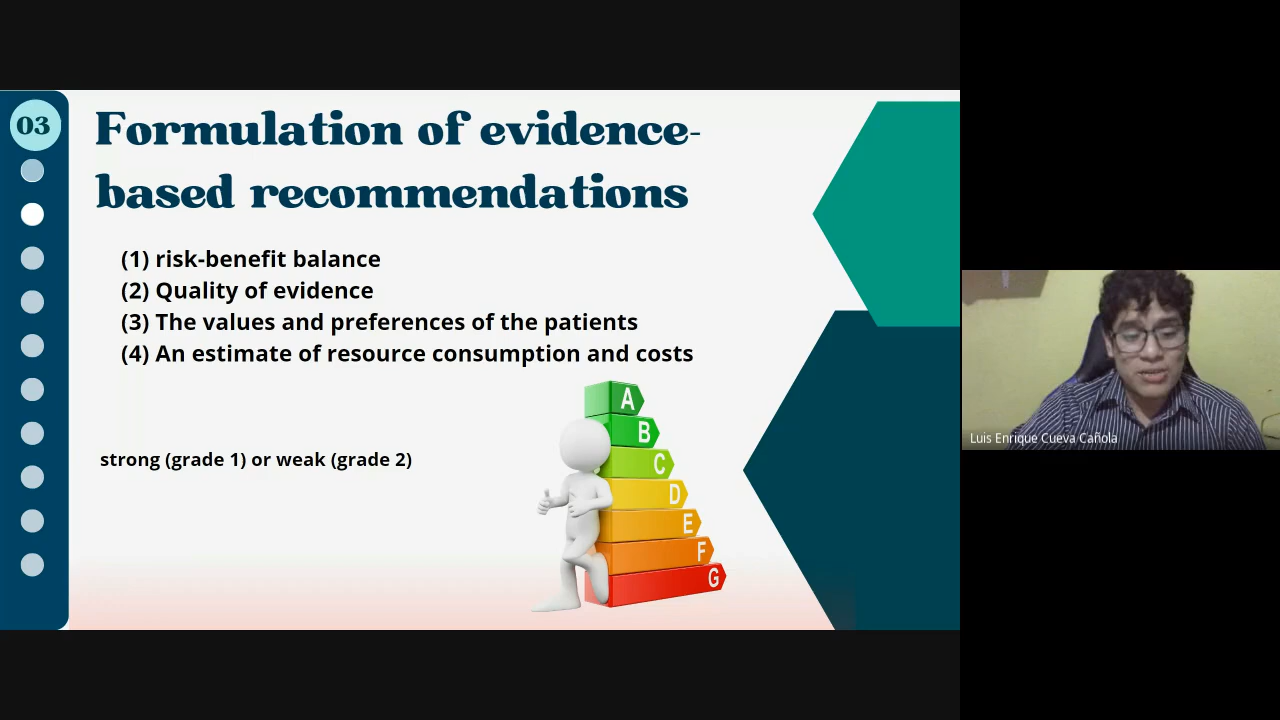 03
Formulation of evidence-
based recommendations
(1) risk-benefit balance
(2) Quality of evidence
(3) The values and preferences of the patients
(4) An estimate of resource consumption and costs
strong (grade 1) or weak (grade 2)
A
B
C
D
E
F
G
Luis Enrique Cueva Cañola